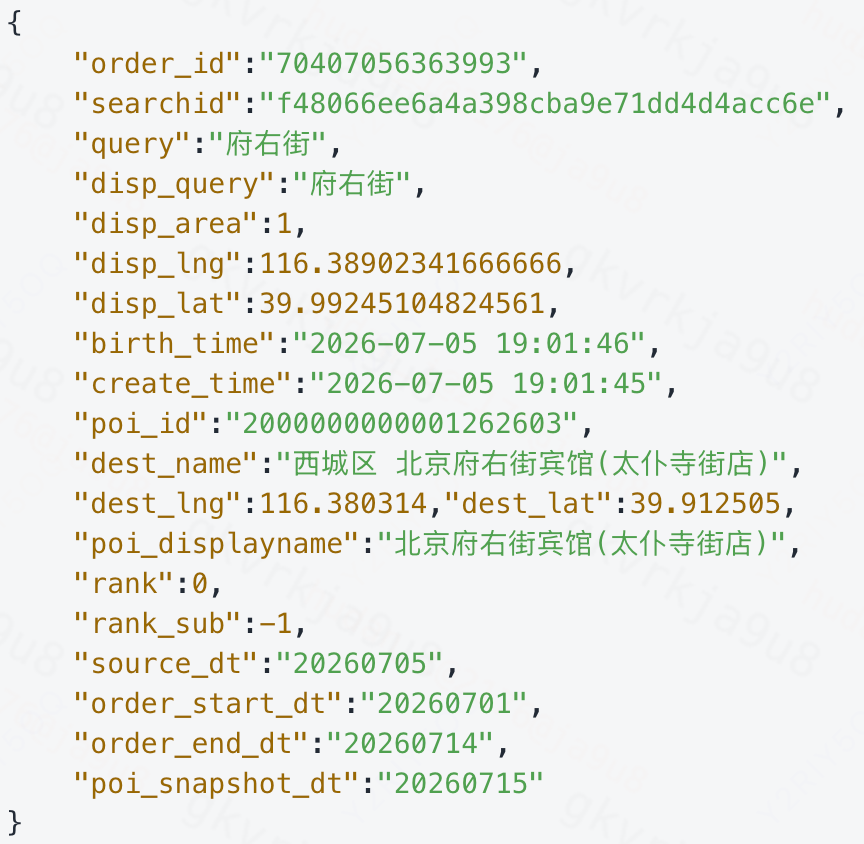 {
"order_id":"70407056363993",
"searchid":"f48066ee6a4a398cba9e71dd4d4acc6e",
"query":"府右街",
"disp_query":"府右街",
"disp_area":1,
"disp_lng":116.38902341666666,
"disp_lat":39.99245104824561,
"birth_time":"2026-07-05 19:01:46",
"create_time":"2026-07-05 19:01:45",
"poi_id":"2000000000001262603",
"dest_name":"西城区 北京府右街宾馆(太仆寺街店)",
"dest_lng":116.380314,"dest_lat":39.912505,
"poi_displayname":"北京府右街宾馆(太仆寺街店)",
"rank":0,
"rank_sub":-1,
"source_dt":"20260705",
"order_start_dt":"20260701",
"order_end_dt":"20260714",
"poi_snapshot_dt":"20260715"
}